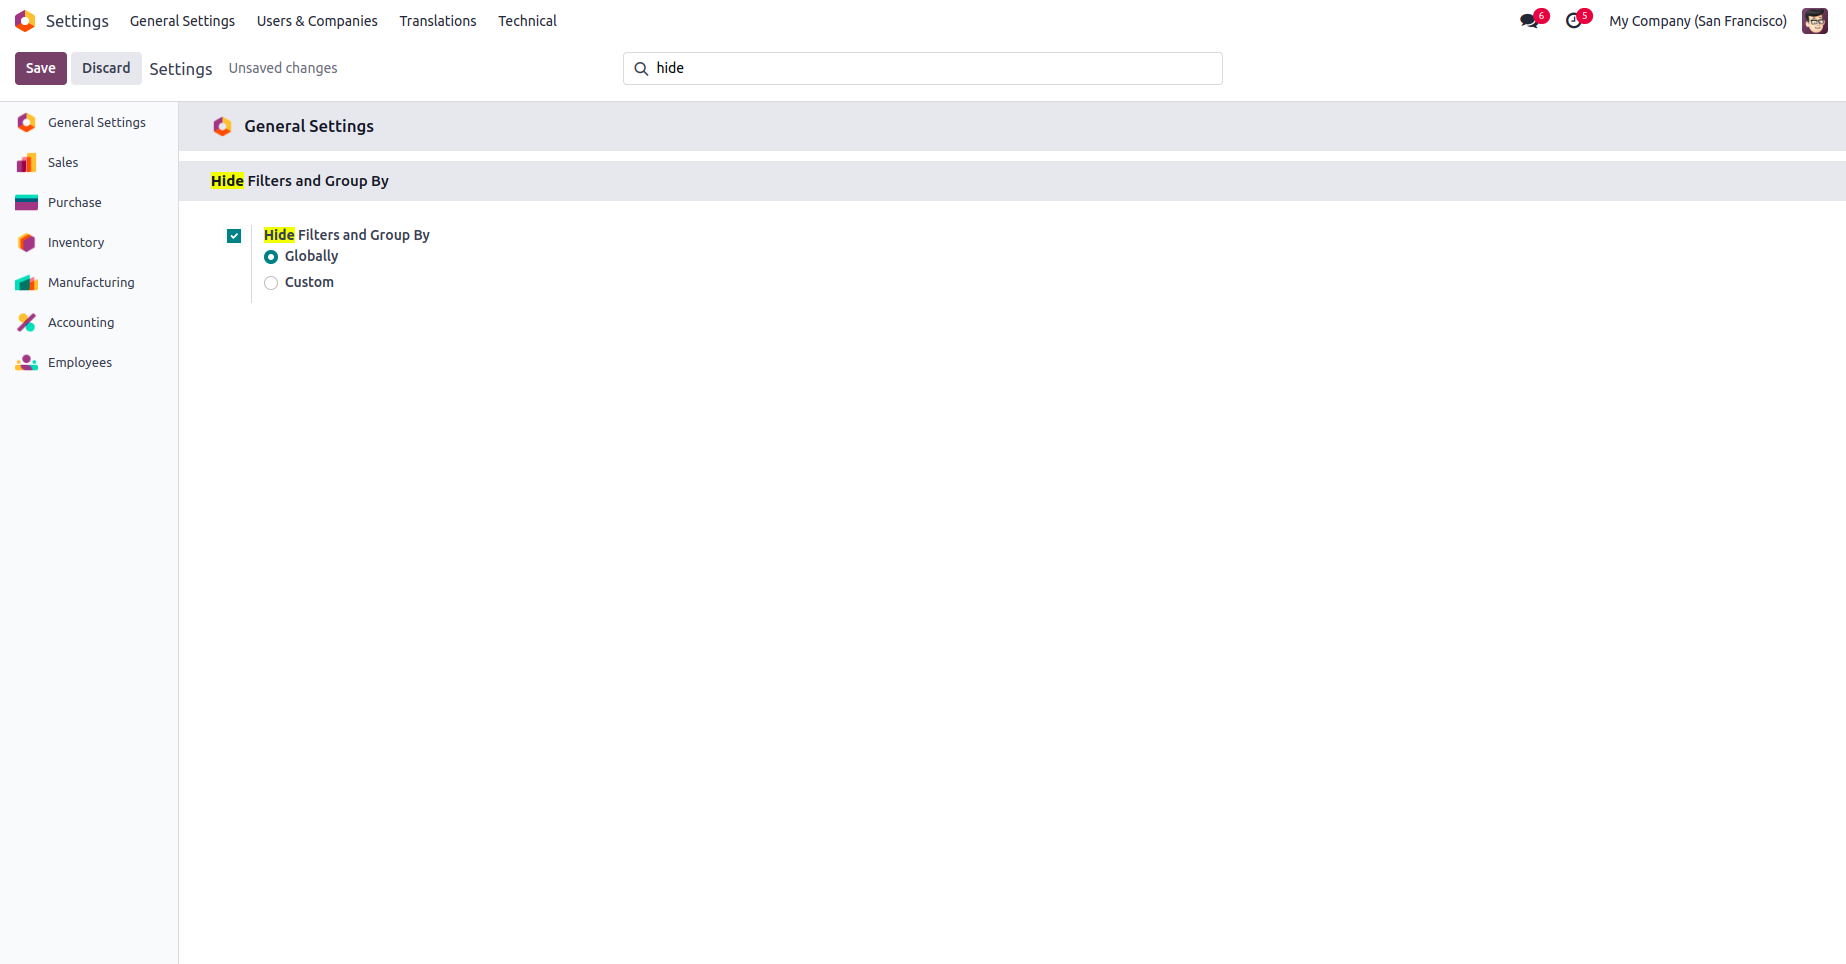 Settings General Settings Users & Companies Translations Technical 6 5 My Company (San Francisco)
Save Discard Settings Unsaved changes hide
General Settings
Sales
Purchase
Inventory
Manufacturing
Accounting
Employees
General Settings
Hide Filters and Group By
Hide Filters and Group By
Globally
Custom